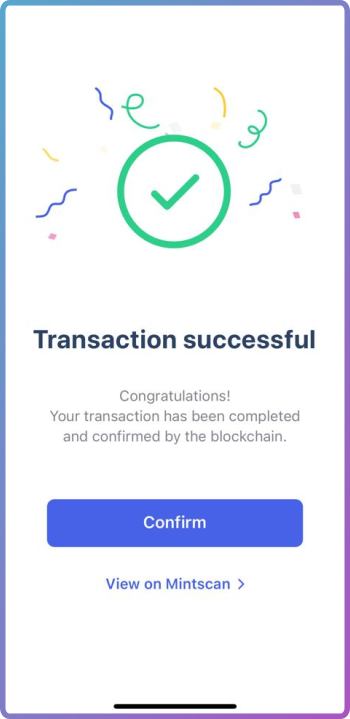 Transaction successful
Congratulations!
Your transaction has been completed
and confirmed by the blockchain.
Confirm
View on Mintscan >